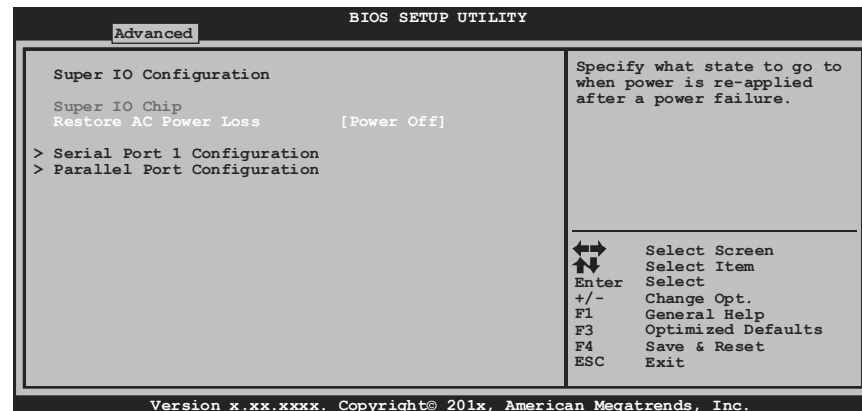 BIOS SETUP UTILITY
Advanced
Super IO Configuration
Super IO Chip
Restore AC Power Loss [Power Off]
> Serial Port 1 Configuration
> Parallel Port Configuration
Specify what state to go to
when power is re-applied
after a power failure.
Select Screen
Select Item
Enter Select
+/- Change Opt.
F1 General Help
F3 Optimized Defaults
F4 Save & Reset
ESC Exit
Version x.xx.xxxx. Copyright© 201x, American Megatrends, Inc.